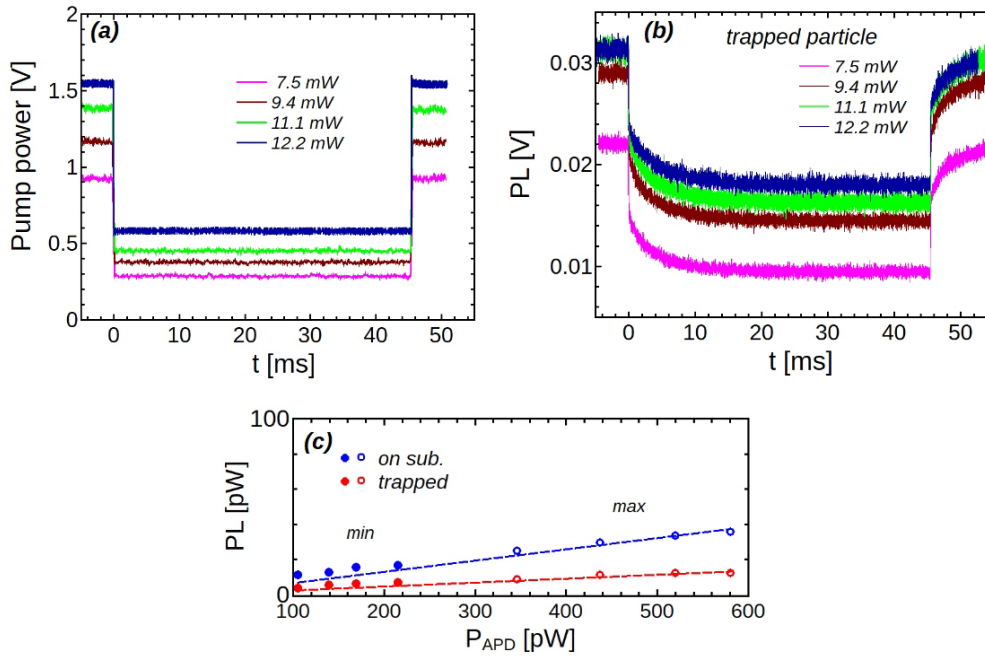 (a)
Pump power [V]
2
1.5
1
0.5
0
7.5 mW
9.4 mW
11.1 mW
12.2 mW
0 10 20 30 40 50
t [ms]
(b)
trapped particle
PL [V]
0.03
0.02
0.01
7.5 mW
9.4 mW
11.1 mW
12.2 mW
0 10 20 30 40 50
t [ms]
(c)
PL [pW]
100
0
on sub.
trapped
min
max
100 200 300 400 500 600
P_APD [pW]